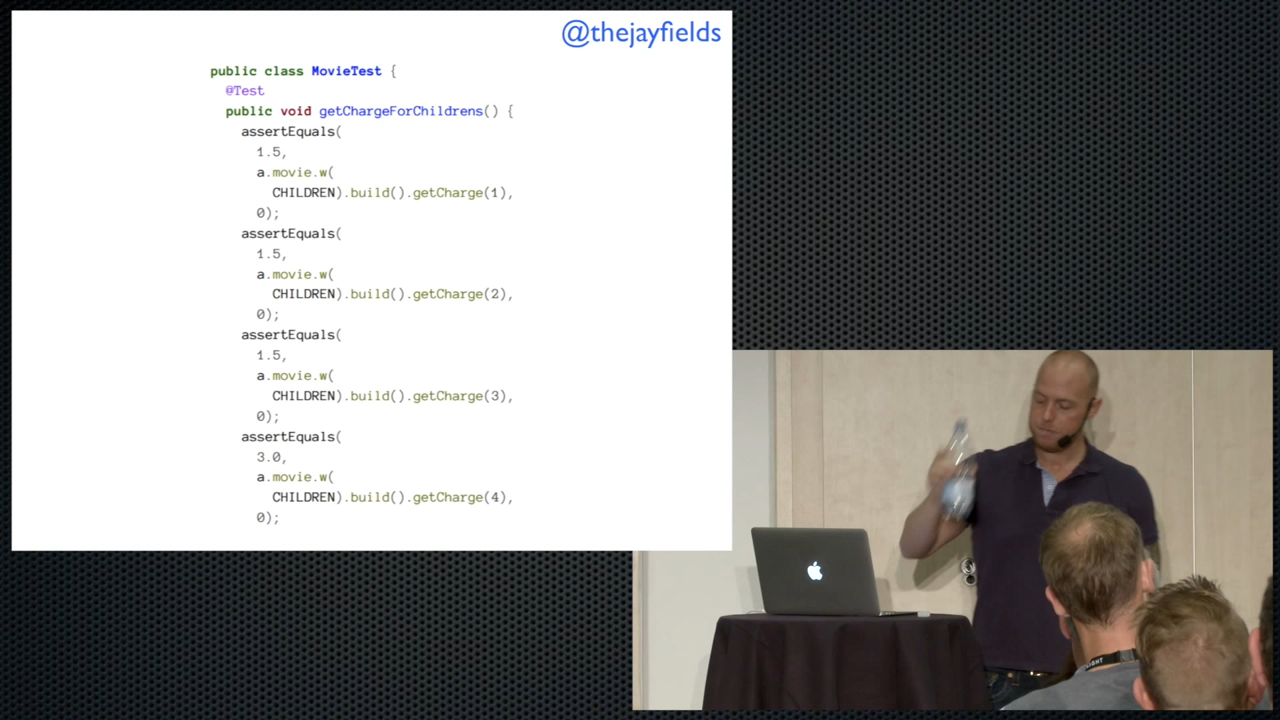 @thejayfields
public class MovieTest {
@Test
public void getChargeForChildrens() {
assertEquals(
1.5,
a.movie.w(
CHILDREN).build().getCharge(1),
0);
assertEquals(
1.5,
a.movie.w(
CHILDREN).build().getCharge(2),
0);
assertEquals(
1.5,
a.movie.w(
CHILDREN).build().getCharge(3),
0);
assertEquals(
3.0,
a.movie.w(
CHILDREN).build().getCharge(4),
0);